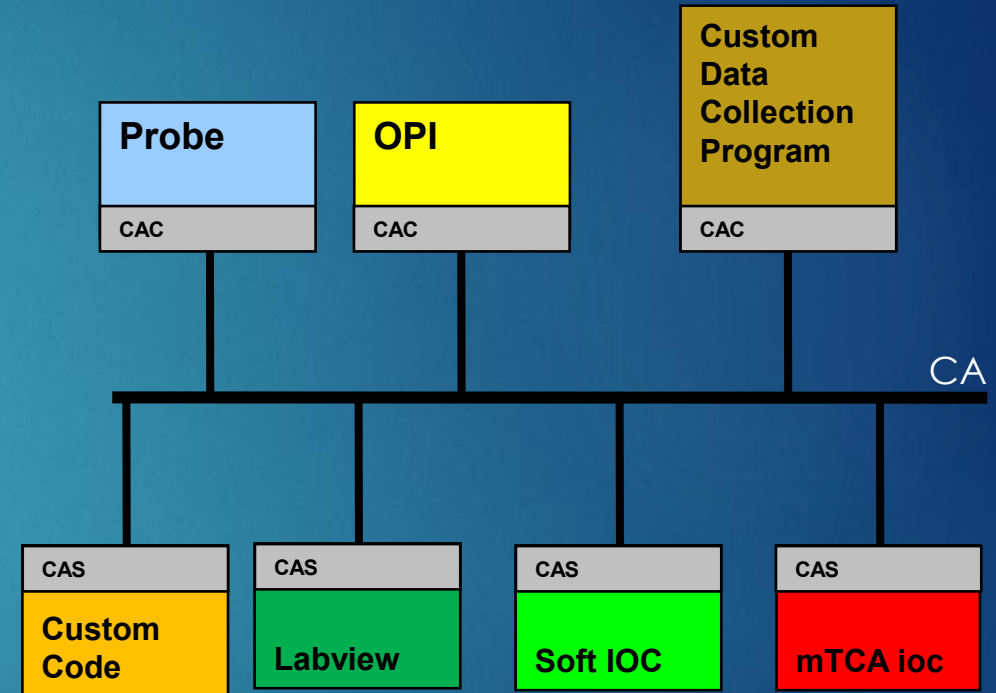 Custom
Data
Collection
Program
Probe
OPI
CAC
CAC
CAC
CA
CAS
CAS
CAS
CAS
Custom
Code
Labview
Soft IOC
mTCA ioc